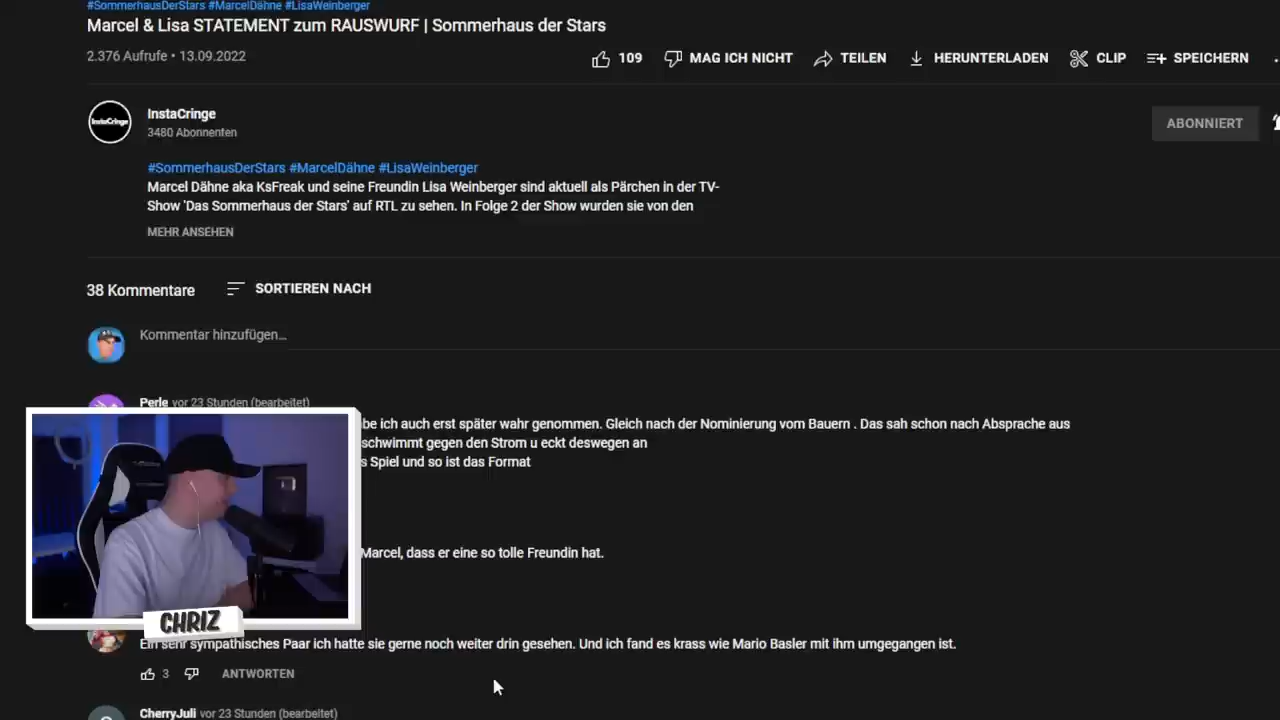 #SommerhausDerStars #MarcelDähne #LisaWeinberger
Marcel & Lisa STATEMENT zum RAUSWURF | Sommerhaus der Stars
2.376 Aufrufe • 13.09.2022
109 MAG ICH NICHT TEILEN HERUNTERLADEN CLIP SPEICHERN
InstaCringe
InstaCringe
3480 Abonnenten
ABONNIERT
#SommerhausDerStars #MarcelDähne #LisaWeinberger
Marcel Dähne aka KsFreak und seine Freundin Lisa Weinberger sind aktuell als Pärchen in der TV-
Show 'Das Sommerhaus der Stars' auf RTL zu sehen. In Folge 2 der Show wurden sie von den
MEHR ANSEHEN
38 Kommentare SORTIEREN NACH
Kommentar hinzufügen...
Perle vor 23 Stunden (bearbeitet)
be ich auch erst später wahr genommen. Gleich nach der Nominierung vom Bauern . Das sah schon nach Absprache aus
schwimmt gegen den Strom u eckt deswegen an
s Spiel und so ist das Format
Marcel, dass er eine so tolle Freundin hat.
CHRIZ
Ein sehr sympathisches Paar ich hatte sie gerne noch weiter drin gesehen. Und ich fand es krass wie Mario Basler mit ihm umgegangen ist.
3 ANTWORTEN
CherryJuli vor 23 Stunden (bearbeitet)